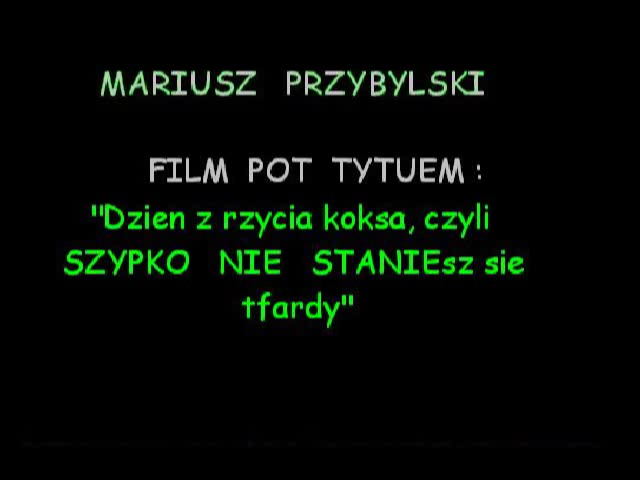 MARIUSZ PRZYBYLSKI
FILM POT TYTUEM :
"Dzien z rzycia koksa, czyli
SZYPKO NIE STANIEsz sie
tfardy"